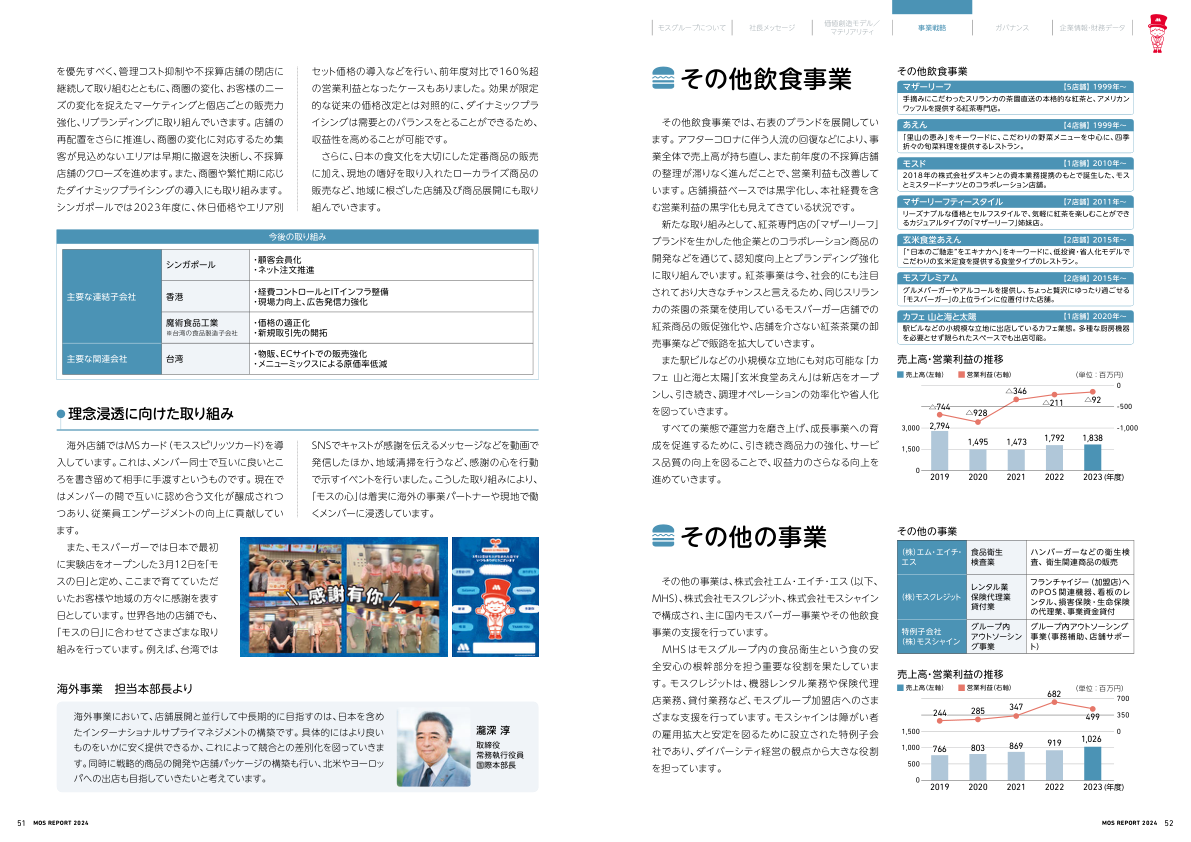 モスグループについて
社長メッセージ
価値創造モデル／
マテリアリティ
事業戦略
ガバナンス
企業情報・財務データ
を優先すべく、管理コスト抑制や不採算店舗の閉店に
継続して取り組むとともに、商圏の変化、お客様のニー
ズの変化を捉えたマーケティングと個店ごとの販売力
強化、リブランディングに取り組んでいきます。店舗の
再配置をさらに推進し、商圏の変化に対応するため集
客が見込めないエリアは早期に撤退を決断し、不採算
店舗のクローズを進めます。また、商圏や繁忙期に応じ
たダイナミックプライシングの導入にも取り組みます。
シンガポールでは2023年度に、休日価格やエリア別
セット価格の導入などを行い、前年度対比で160％超
の営業利益となったケースもありました。効果が限定
的な従来の価格改定とは対照的に、ダイナミックプラ
イシングは需要とのバランスをとることができるため、
収益性を高めることが可能です。
さらに、日本の食文化を大切にした定番商品の販売
に加え、現地の嗜好を取り入れたローカライズ商品の
販売など、地域に根ざした店舗及び商品展開にも取り
組んでいきます。
今後の取り組み
主要な連結子会社
シンガポール
・顧客会員化
・ネット注文推進
香港
・経費コントロールとITインフラ整備
・現場力向上、広告発信力強化
魔術食品工業
※台湾の食品製造子会社
・価格の適正化
・新規取引先の開拓
主要な関連会社
台湾
・物販、ECサイトでの販売強化
・メニューミックスによる原価率低減
理念浸透に向けた取り組み
海外店舗ではMSカード（モススピリッツカード）を導
入しています。これは、メンバー同士で互いに良いとこ
ろを書き留めて相手に手渡すというものです。現在で
はメンバーの間で互いに認め合う文化が醸成されつ
つあり、従業員エンゲージメントの向上に貢献してい
ます。
また、モスバーガーでは日本で最初
に実験店をオープンした3月12日を「モ
スの日」と定め、ここまで育てていただ
いたお客様や地域の方々に感謝を表す
日としています。世界各地の店舗でも、
「モスの日」に合わせてさまざまな取り
組みを行っています。例えば、台湾では
SNSでキャストが感謝を伝えるメッセージなどを動画で
発信したほか、地域清掃を行うなど、感謝の心を行動
で示すイベントを行いました。こうした取り組みにより、
「モスの心」は着実に海外の事業パートナーや現地で働
くメンバーに浸透しています。
感謝有你
海外事業　担当本部長より
海外事業において、店舗展開と並行して中長期的に目指すのは、日本を含め
たインターナショナルサプライマネジメントの構築です。具体的にはより良い
ものをいかに安く提供できるか、これによって競合との差別化を図っていきま
す。同時に戦略的商品の開発や店舗パッケージの構築も行い、北米やヨーロッ
パへの出店も目指していきたいと考えています。
瀧深 淳
取締役
常務執行役員
国際本部長
51 MOS REPORT 2024
その他飲食事業
その他飲食事業では、右表のブランドを展開してい
ます。アフターコロナに伴う人流の回復などにより、事
業全体で売上高が持ち直し、また前年度の不採算店舗
の整理が滞りなく進んだことで、営業利益も改善して
います。店舗損益ベースでは黒字化し、本社経費を含
む営業利益の黒字化も見えてきている状況です。
新たな取り組みとして、紅茶専門店の「マザーリーフ」
ブランドを生かした他企業とのコラボレーション商品の
開発などを通じて、認知度向上とブランディング強化
に取り組んでいます。紅茶事業は今、社会的にも注目
されており大きなチャンスと言えるため、同じスリラン
カの茶園の茶葉を使用しているモスバーガー店舗での
紅茶商品の販促強化や、店舗を介さない紅茶茶葉の卸
売事業などで販路を拡大していきます。
また駅ビルなどの小規模な立地にも対応可能な「カ
フェ 山と海と太陽」「玄米食堂あえん」は新店をオープ
ンし、引き続き、調理オペレーションの効率化や省人化
を図っていきます。
すべての業態で運営力を磨き上げ、成長事業への育
成を促進するために、引き続き商品力の強化、サービ
ス品質の向上を図ることで、収益力のさらなる向上を
進めていきます。
その他飲食事業
マザーリーフ 【5店舗】 1999年〜
手摘みにこだわったスリランカの茶園直送の本格的な紅茶と、アメリカン
ワッフルを提供する紅茶専門店。
あえん 【4店舗】 1999年〜
「里山の恵み」をキーワードに、こだわりの野菜メニューを中心に、四季
折々の旬菜料理を提供するレストラン。
モスド 【1店舗】 2010年〜
2018年の株式会社ダスキンとの資本業務提携のもとで誕生した、モス
とミスタードーナツとのコラボレーション店舗。
マザーリーフティースタイル 【7店舗】 2011年〜
リーズナブルな価格とセルフスタイルで、気軽に紅茶を楽しむことができ
るカジュアルタイプの「マザーリーフ」姉妹店。
玄米食堂あえん 【2店舗】 2015年〜
「“日本のご馳走”をエキナカへ」をキーワードに、低投資・省人化モデルで
こだわりの玄米定食を提供する食堂タイプのレストラン。
モスプレミアム 【2店舗】 2015年〜
グルメバーガーやアルコールを提供し、ちょっと贅沢にゆったり過ごせる
「モスバーガー」の上位ラインに位置付けた店舗。
カフェ 山と海と太陽 【1店舗】 2020年〜
駅ビルなどの小規模な立地に出店しているカフェ業態。多種な厨房機器
を必要とせず限られたスペースでも出店可能。
売上高・営業利益の推移
売上高（左軸） 営業利益（右軸） （単位：百万円）
0
-500
-1,000
△744
△928
△346
△211
△92
3,000
1,500
0
2,794
1,495
1,473
1,792
1,838
2019 2020 2021 2022 2023（年度）
その他の事業
その他の事業は、株式会社エム・エイチ・エス（以下、
MHS）、株式会社モスクレジット、株式会社モスシャイン
で構成され、主に国内モスバーガー事業やその他飲食
事業の支援を行っています。
MHSはモスグループ内の食品衛生という食の安
全安心の根幹部分を担う重要な役割を果たしていま
す。モスクレジットは、機器レンタル業務や保険代理
店業務、貸付業務など、モスグループ加盟店へのさま
ざまな支援を行っています。モスシャインは障がい者
の雇用拡大と安定を図るために設立された特例子会
社であり、ダイバーシティ経営の観点から大きな役割
を担っています。
その他の事業
（株）エム・エイチ・
エス
食品衛生
検査業
ハンバーガーなどの衛生検
査、衛生関連商品の販売
（株）モスクレジット
レンタル業
保険代理業
貸付業
フランチャイジー（加盟店）へ
のPOS関連機器、看板のレ
ンタル、損害保険・生命保険
の代理業、事業資金貸付
特例子会社
（株）モスシャイン
グループ内
アウトソーシン
グ事業
グループ内アウトソーシング
事業（事務補助、店舗サポー
ト）
売上高・営業利益の推移
売上高（左軸） 営業利益（右軸） （単位：百万円）
700
350
0
244
285
347
682
499
1,500
1,000
500
0
766
803
869
919
1,026
2019 2020 2021 2022 2023（年度）
MOS REPORT 2024 52